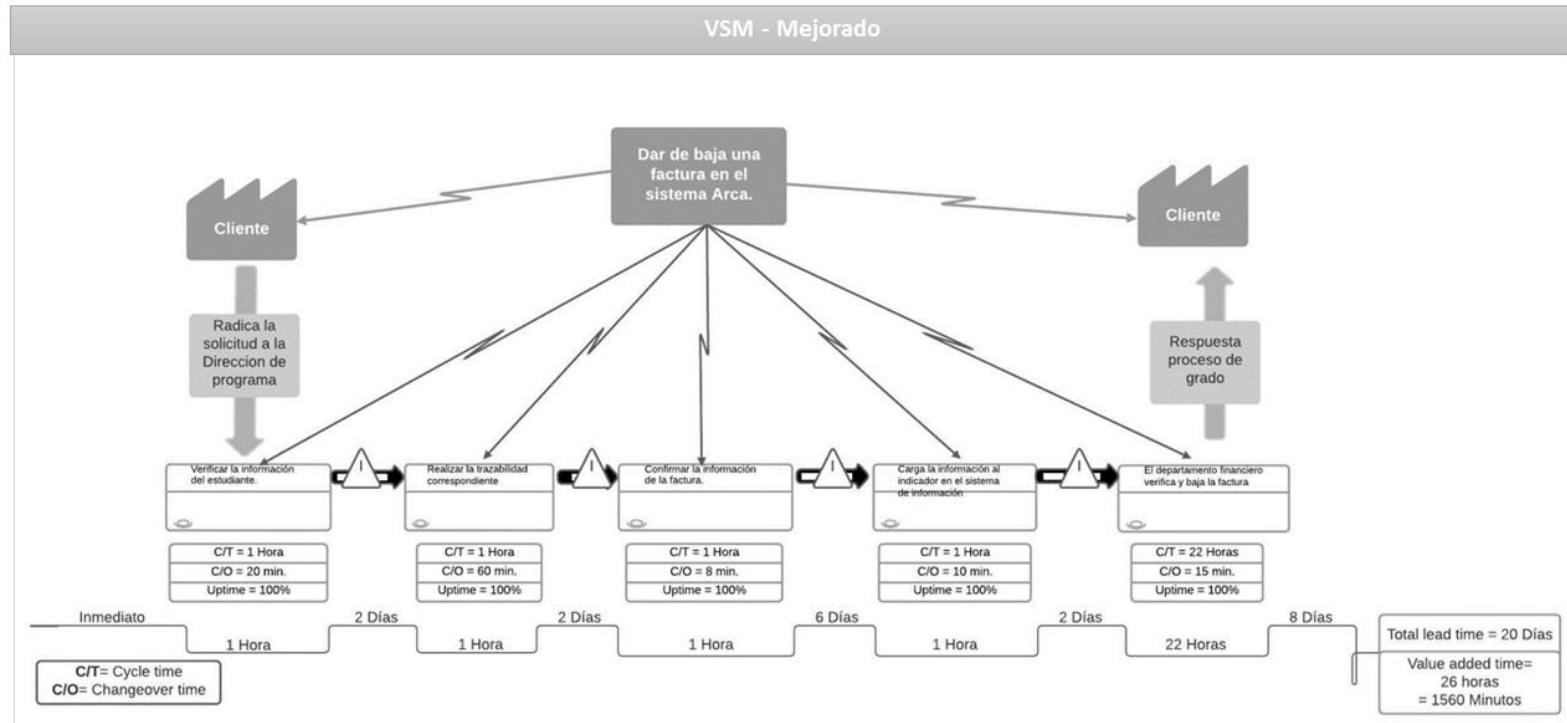 VSM - Mejorado
Dar de baja una
factura en el
sistema Arca.
Cliente
Cliente
Radica la
solicitud a la
Direccion de
programa
Respuesta
proceso de
grado
Verificar la información
del estudiante.
I
Realizar la trazabilidad
correspondiente
I
Confirmar la información
de la factura.
I
Carga la información al
indicador en el sistema
de información
I
El departamento financiero
verifica y baja la factura
C/T = 1 Hora
C/O = 20 min.
Uptime = 100%
C/T = 1 Hora
C/O = 60 min.
Uptime = 100%
C/T = 1 Hora
C/O = 8 min.
Uptime = 100%
C/T = 1 Hora
C/O = 10 min.
Uptime = 100%
C/T = 22 Horas
C/O = 15 min.
Uptime = 100%
Inmediato
1 Hora
2 Días
1 Hora
2 Días
1 Hora
6 Días
1 Hora
2 Días
22 Horas
8 Días
Total lead time = 20 Días
Value added time=
26 horas
= 1560 Minutos
C/T= Cycle time
C/O= Changeover time